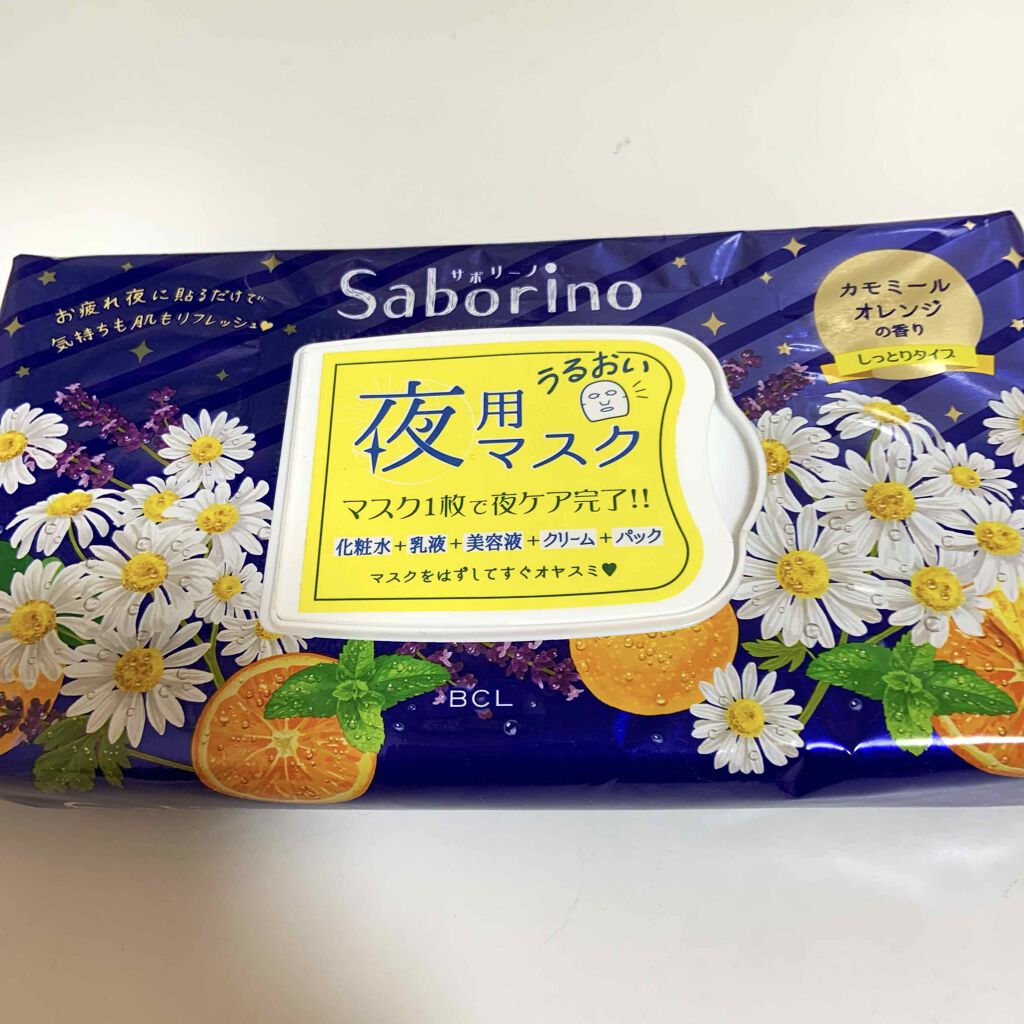 サボリーノ
Saborino
お疲れ夜に貼るだけで
気持ちも肌もリフレッシュ♥
カモミール
オレンジ
の香り
しっとりタイプ
うるおい
夜用
マスク
マスク1枚で夜ケア完了!!
化粧水+乳液+美容液+クリーム+パック
マスクをはずしてすぐオヤスミ♥
BCL